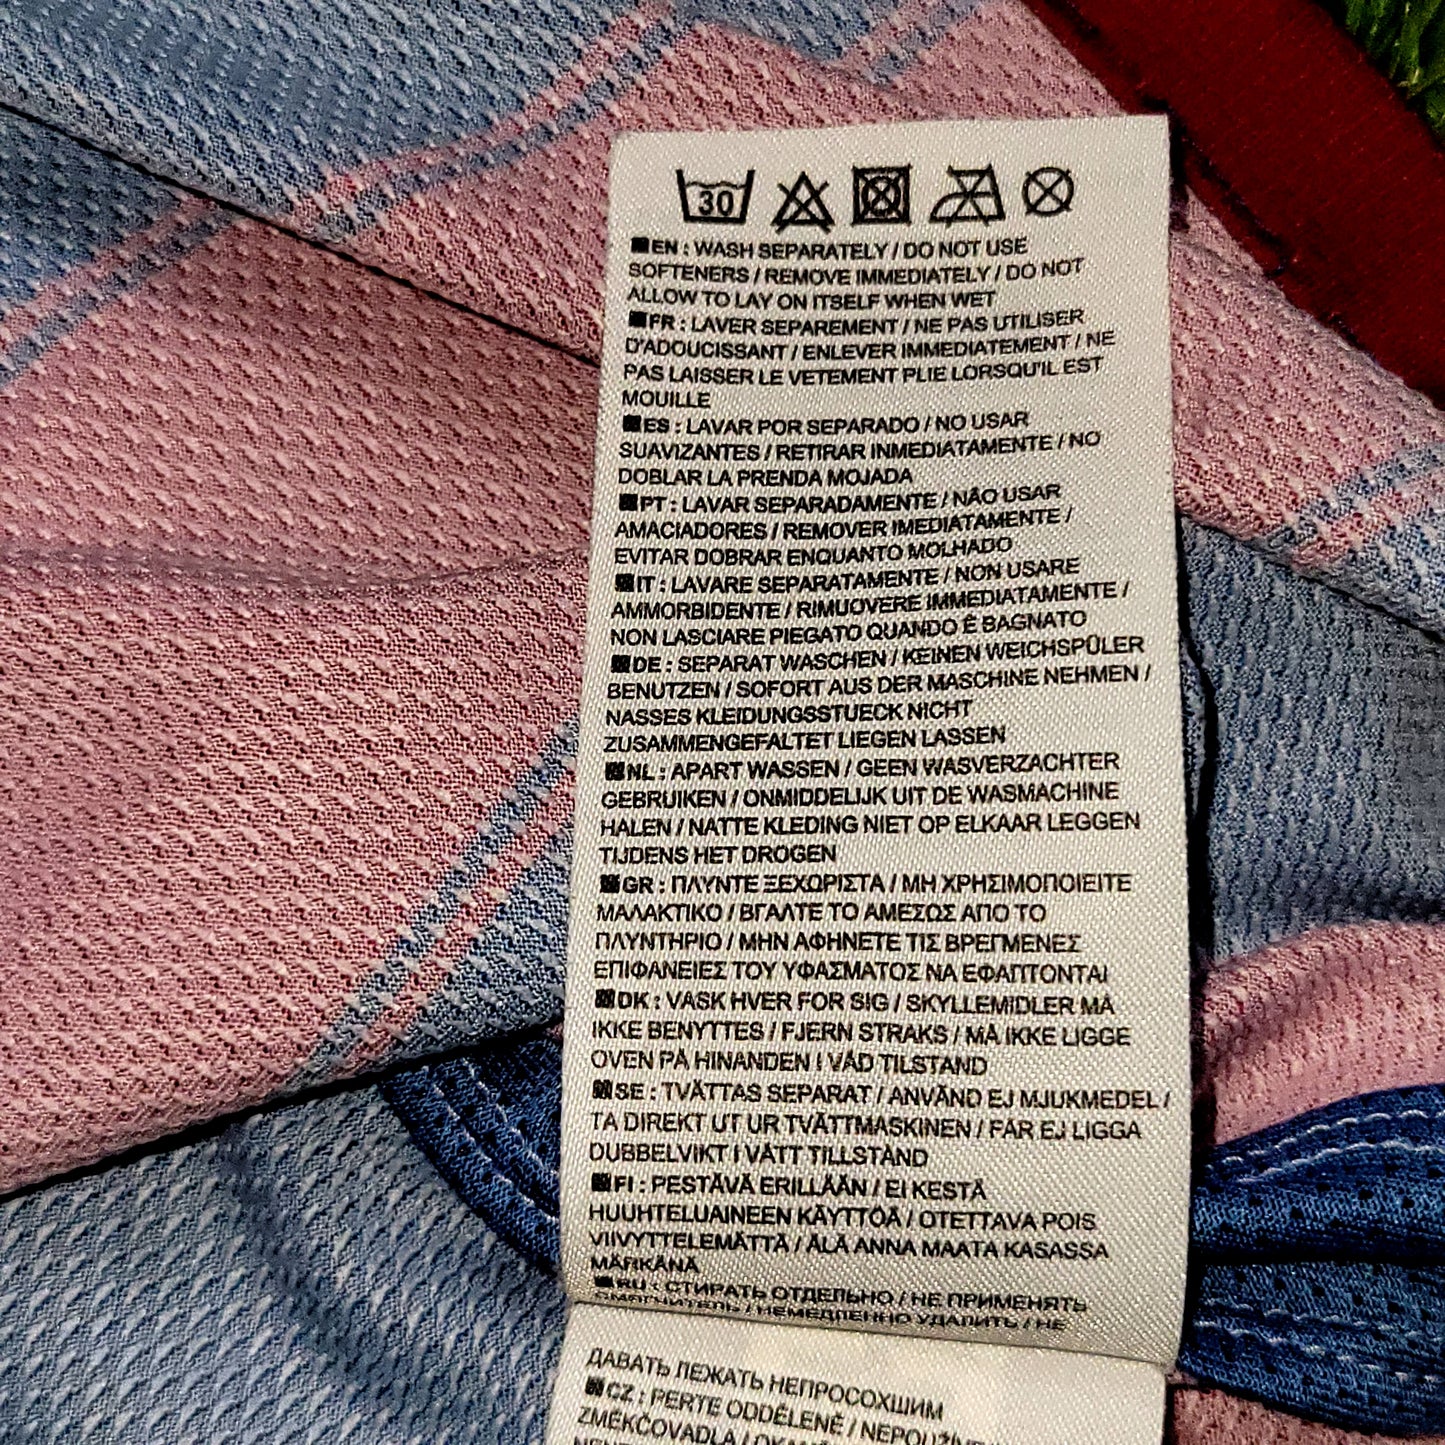 30
EN : WASH SEPARATELY / DO NOT USE
SOFTENERS / REMOVE IMMEDIATELY / DO NOT
ALLOW TO LAY ON ITSELF WHEN WET
FR : LAVER SEPAREMENT / NE PAS UTILISER
D'ADOUCISSANT / ENLEVER IMMEDIATEMENT / NE
PAS LAISSER LE VETEMENT PLIE LORSQU'IL EST
MOUILLE
ES : LAVAR POR SEPARADO / NO USAR
SUAVIZANTES / RETIRAR INMEDIATAMENTE / NO
DOBLAR LA PRENDA MOJADA
PT : LAVAR SEPARADAMENTE / NÃO USAR
AMACIADORES / REMOVER IMEDIATAMENTE /
EVITAR DOBRAR ENQUANTO MOLHADO
IT : LAVARE SEPARATAMENTE / NON USARE
AMMORBIDENTE / RIMUOVERE IMMEDIATAMENTE /
NON LASCIARE PIEGATO QUANDO È BAGNATO
DE : SEPARAT WASCHEN / KEINEN WEICHSPÜLER
BENUTZEN / SOFORT AUS DER MASCHINE NEHMEN /
NASSES KLEIDUNGSSTUECK NICHT
ZUSAMMENGEFALTET LIEGEN LASSEN
NL : APART WASSEN / GEEN WASVERZACHTER
GEBRUIKEN / ONMIDDELIJK UIT DE WASMACHINE
HALEN / NATTE KLEDING NIET OP ELKAAR LEGGEN
TIJDENS HET DROGEN
GR : ΠΛΥΝΤΕ ΞΕΧΩΡΙΣΤΑ / ΜΗ ΧΡΗΣΙΜΟΠΟΙΕΙΤΕ
ΜΑΛΑΚΤΙΚΟ / ΒΓΑΛΤΕ ΤΟ ΑΜΕΣΩΣ ΑΠΟ ΤΟ
ΠΛΥΝΤΗΡΙΟ / ΜΗΝ ΑΦΗΝΕΤΕ ΤΙΣ ΒΡΕΓΜΕΝΕΣ
ΕΠΙΦΑΝΕΙΕΣ ΤΟΥ ΥΦΑΣΜΑΤΟΣ ΝΑ ΕΦΑΠΤΟΝΤΑΙ
DK : VASK HVER FOR SIG / SKYLLEMIDLER MÅ
IKKE BENYTTES / FJERN STRAKS / MÅ IKKE LIGGE
OVEN PÅ HINANDEN I VÅD TILSTAND
SE : TVÄTTAS SEPARAT / ANVÄND EJ MJUKMEDEL /
TA DIREKT UT UR TVÄTTMASKINEN / FÅR EJ LIGGA
DUBBELVIKT I VÅTT TILLSTÅND
FI : PESTÄVÄ ERILLÄÄN / EI KESTÄ
HUUHTELUAINEEN KÄYTTÖÄ / OTETTAVA POIS
VIIVYTTELEMÄTTÄ / ÄLÄ ANNA MAATA KASASSA
MÄRKÄNÄ
RU : СТИРАТЬ ОТДЕЛЬНО / НЕ ПРИМЕНЯТЬ
СМЯГЧИТЕЛЬ / НЕМЕДЛЕННО УДАЛИТЬ / НЕ
ДАВАТЬ ЛЕЖАТЬ НЕПРОСОХШИМ
CZ : PERTE ODDĚLENĚ /
ZMĚKČOVADLA /